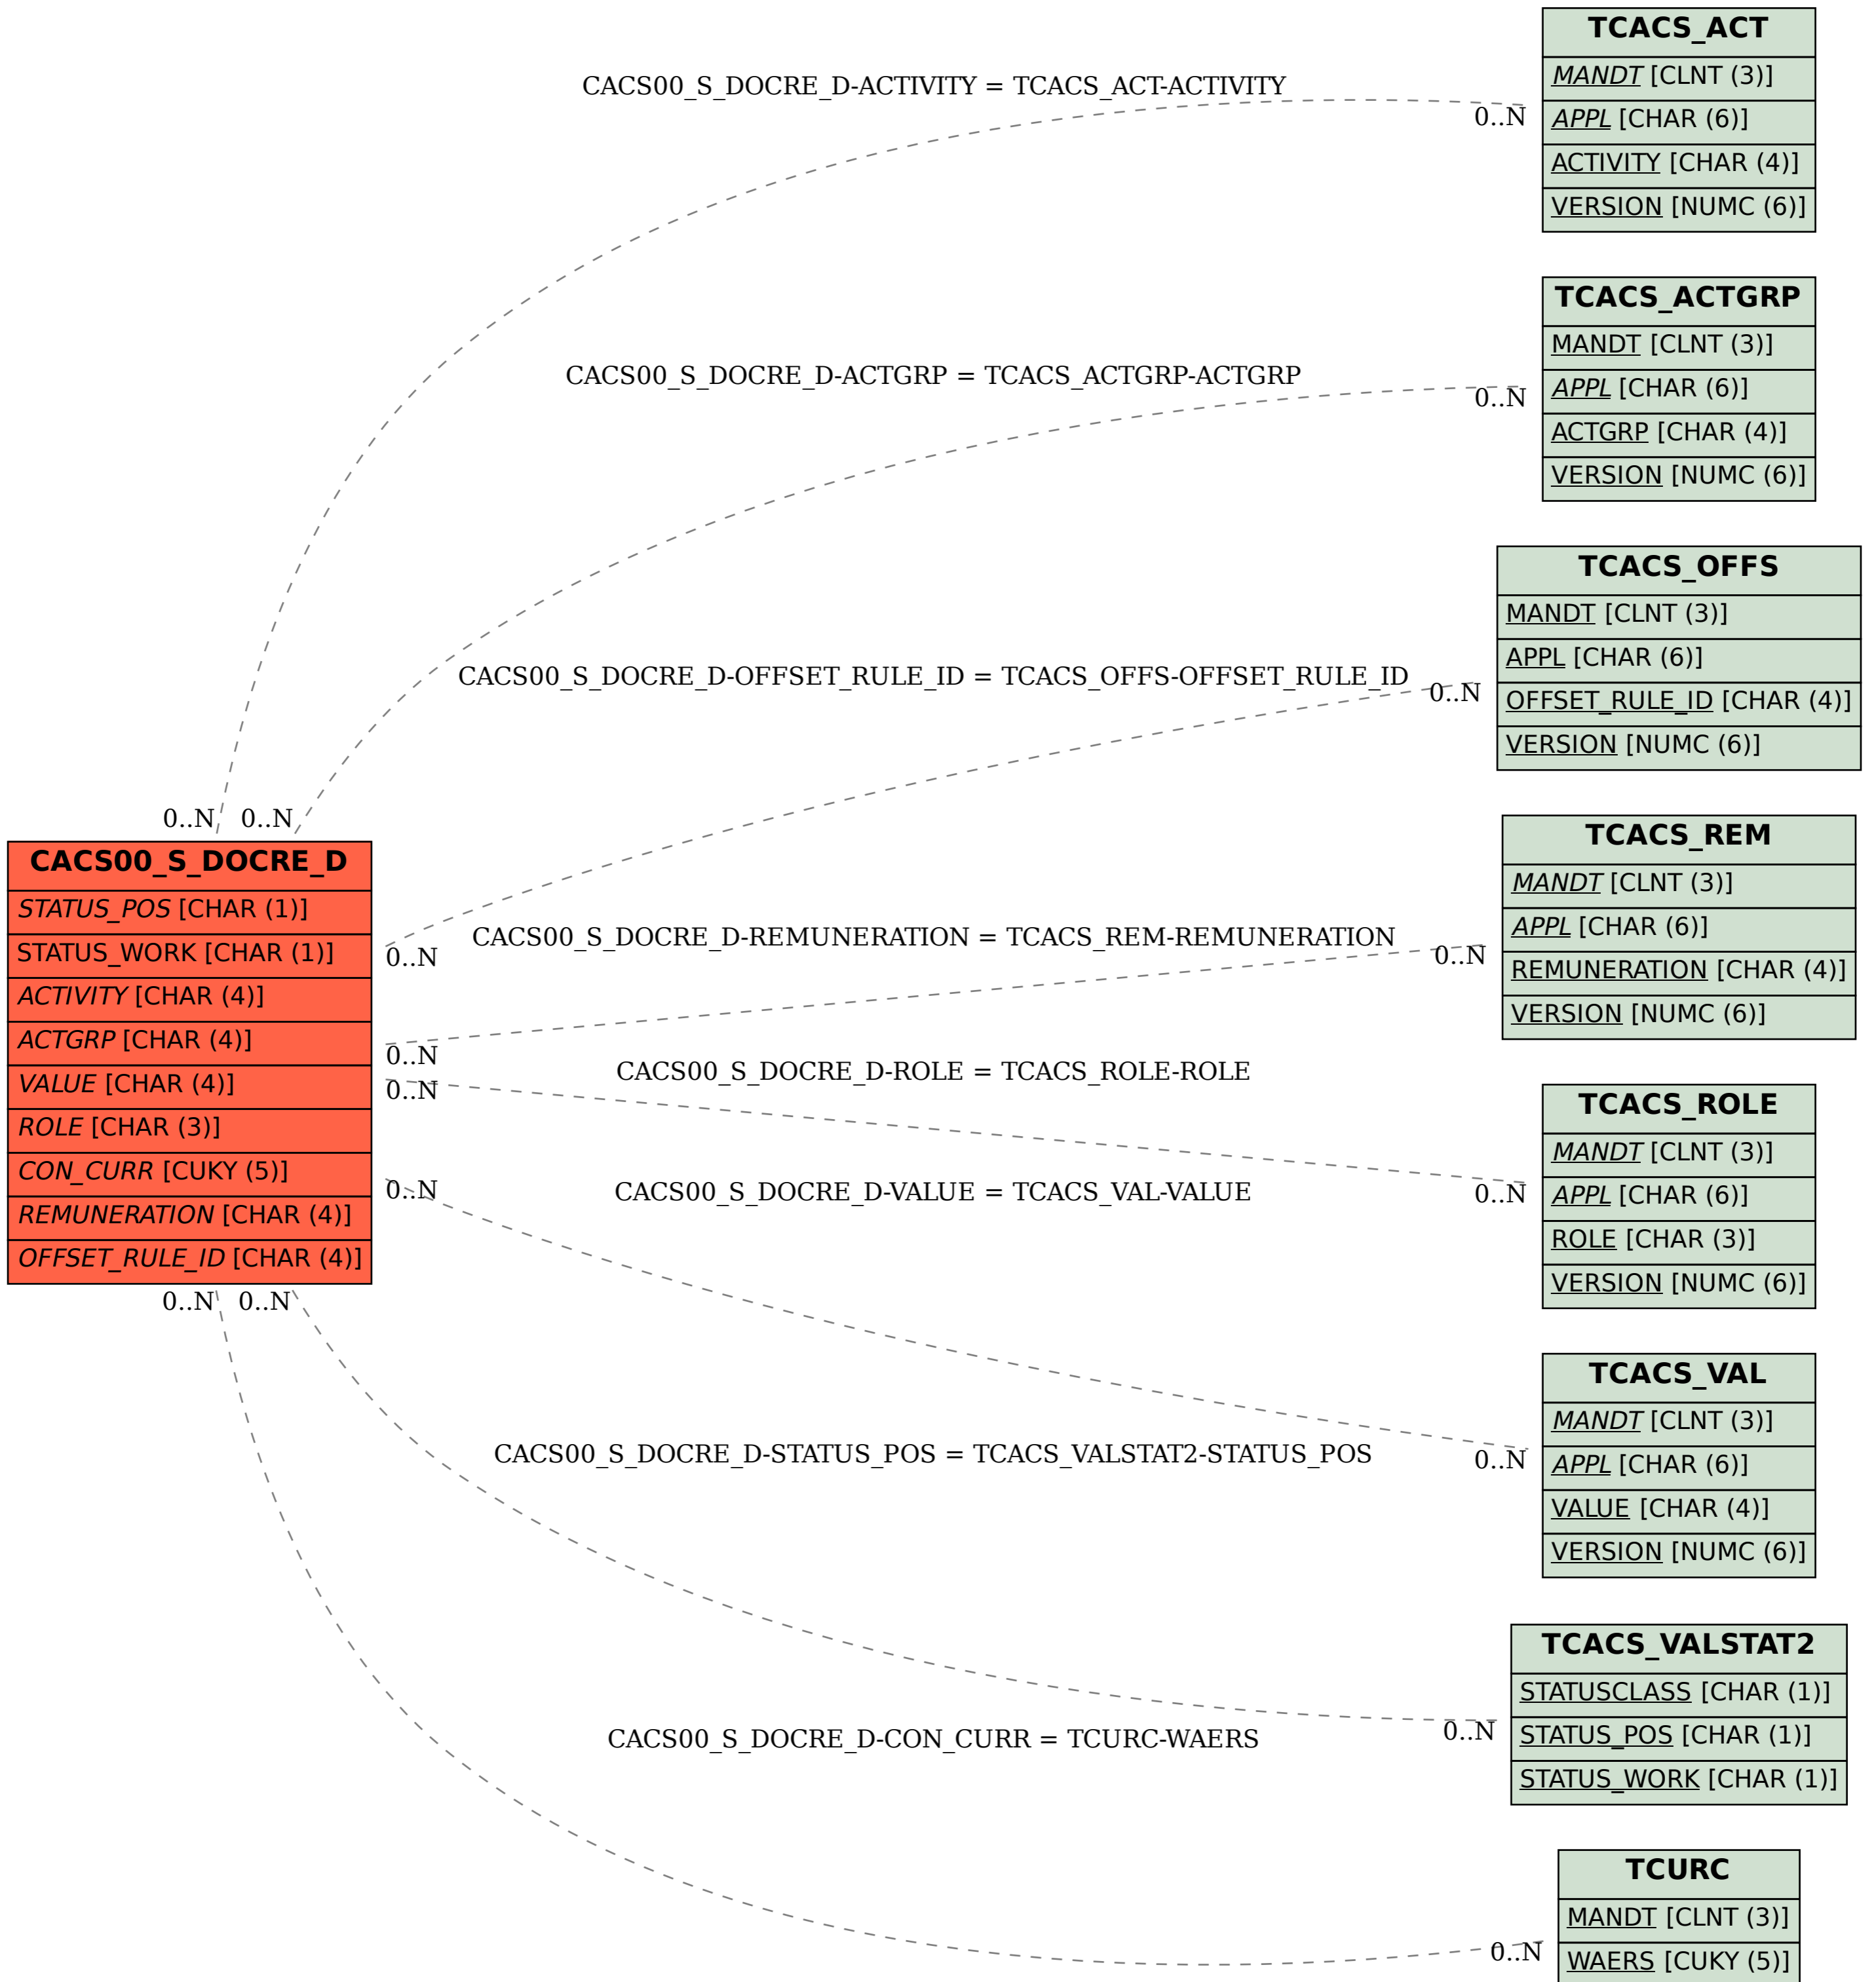 TCACS_ACT
MANDT [CLNT (3)]
APPL [CHAR (6)]
ACTIVITY [CHAR (4)]
VERSION [NUMC (6)]
CACS00_S_DOCRE_D-ACTIVITY = TCACS_ACT-ACTIVITY
0..N
TCACS_ACTGRP
MANDT [CLNT (3)]
APPL [CHAR (6)]
ACTGRP [CHAR (4)]
VERSION [NUMC (6)]
CACS00_S_DOCRE_D-ACTGRP = TCACS_ACTGRP-ACTGRP
0..N
TCACS_OFFS
MANDT [CLNT (3)]
APPL [CHAR (6)]
OFFSET_RULE_ID [CHAR (4)]
VERSION [NUMC (6)]
CACS00_S_DOCRE_D-OFFSET_RULE_ID = TCACS_OFFS-OFFSET_RULE_ID
0..N
0..N 0..N
CACS00_S_DOCRE_D
STATUS_POS [CHAR (1)]
STATUS_WORK [CHAR (1)]
ACTIVITY [CHAR (4)]
ACTGRP [CHAR (4)]
VALUE [CHAR (4)]
ROLE [CHAR (3)]
CON_CURR [CUKY (5)]
REMUNERATION [CHAR (4)]
OFFSET_RULE_ID [CHAR (4)]
0..N
0..N
0..N
0..N
0..N 0..N
TCACS_REM
MANDT [CLNT (3)]
APPL [CHAR (6)]
REMUNERATION [CHAR (4)]
VERSION [NUMC (6)]
CACS00_S_DOCRE_D-REMUNERATION = TCACS_REM-REMUNERATION
0..N
CACS00_S_DOCRE_D-ROLE = TCACS_ROLE-ROLE
TCACS_ROLE
MANDT [CLNT (3)]
APPL [CHAR (6)]
ROLE [CHAR (3)]
VERSION [NUMC (6)]
0..N
CACS00_S_DOCRE_D-VALUE = TCACS_VAL-VALUE
TCACS_VAL
MANDT [CLNT (3)]
APPL [CHAR (6)]
VALUE [CHAR (4)]
VERSION [NUMC (6)]
0..N
CACS00_S_DOCRE_D-STATUS_POS = TCACS_VALSTAT2-STATUS_POS
TCACS_VALSTAT2
STATUSCLASS [CHAR (1)]
STATUS_POS [CHAR (1)]
STATUS_WORK [CHAR (1)]
0..N
CACS00_S_DOCRE_D-CON_CURR = TCURC-WAERS
TCURC
MANDT [CLNT (3)]
WAERS [CUKY (5)]
0..N